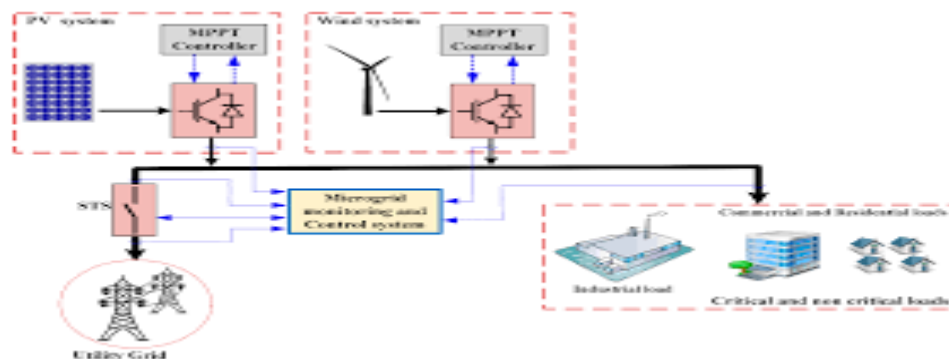 PV system
MPPT
Controller
Wind system
MPPT
Controller
STS
Microgrid
monitoring and
Control system
Commercial and Residential loads
Industrial load
Critical and non critical loads
Utility Grid